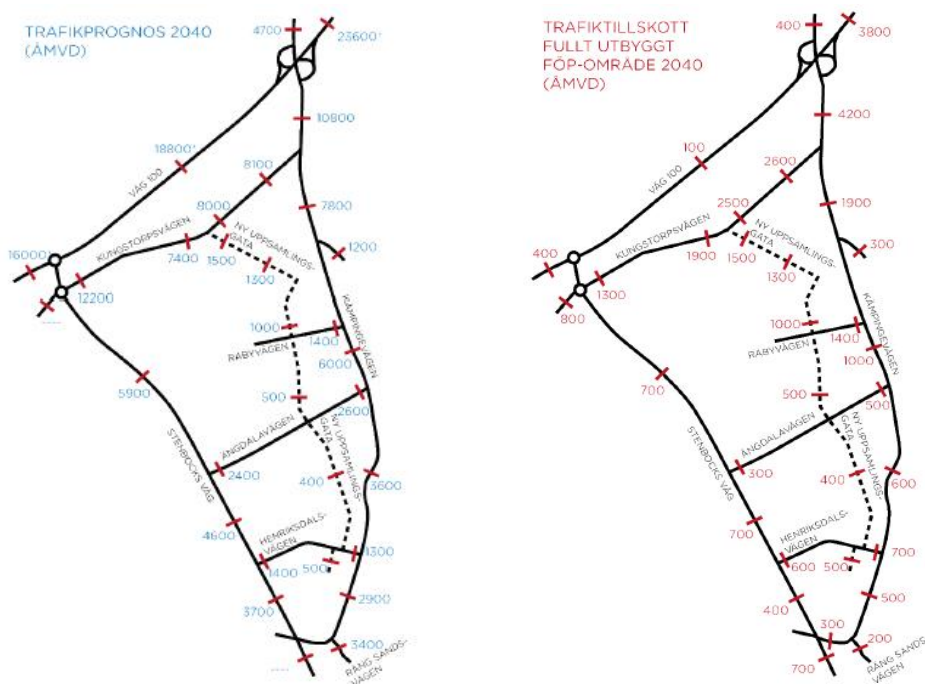 TRAFIKPROGNOS 2040
(ÅMVD)
4700
23600*
10800
18800*
8100
VÄG 100
8000
7800
KUNGSTORPSVÄGEN
NY UPPSAMLINGS-
GATA
16000*
7400
1500
1200
1300
12200
1000
KÄMPINGEVÄGEN
1400
RÄBYVÄGEN
6000
5900
500
2600
ÄNGDALAVÄGEN
NY UPPSAMLINGS-
GATA
2400
STENBOCKS VÄG
400
3600
4600
HENRIKSDALS-
VÄGEN
1300
1400
500
3700
2900
3400
RÄNG SANDS-
VÄGEN
TRAFIKTILLSKOTT
FULLT UTBYGGT
FÖP-OMRÅDE 2040
(ÅMVD)
400
3800
4200
100
2600
VÄG 100
2500
1900
KUNGSTORPSVÄGEN
NY UPPSAMLINGS-
GATA
400
1900
1500
300
1300
1300
800
1000
KÄMPINGEVÄGEN
1400
RÄBYVÄGEN
1000
700
500
500
ÄNGDALAVÄGEN
NY UPPSAMLINGS-
GATA
300
STENBOCKS VÄG
400
600
700
HENRIKSDALS-
VÄGEN
700
600
500
400
500
300
200
700
RÄNG SANDS-
VÄGEN